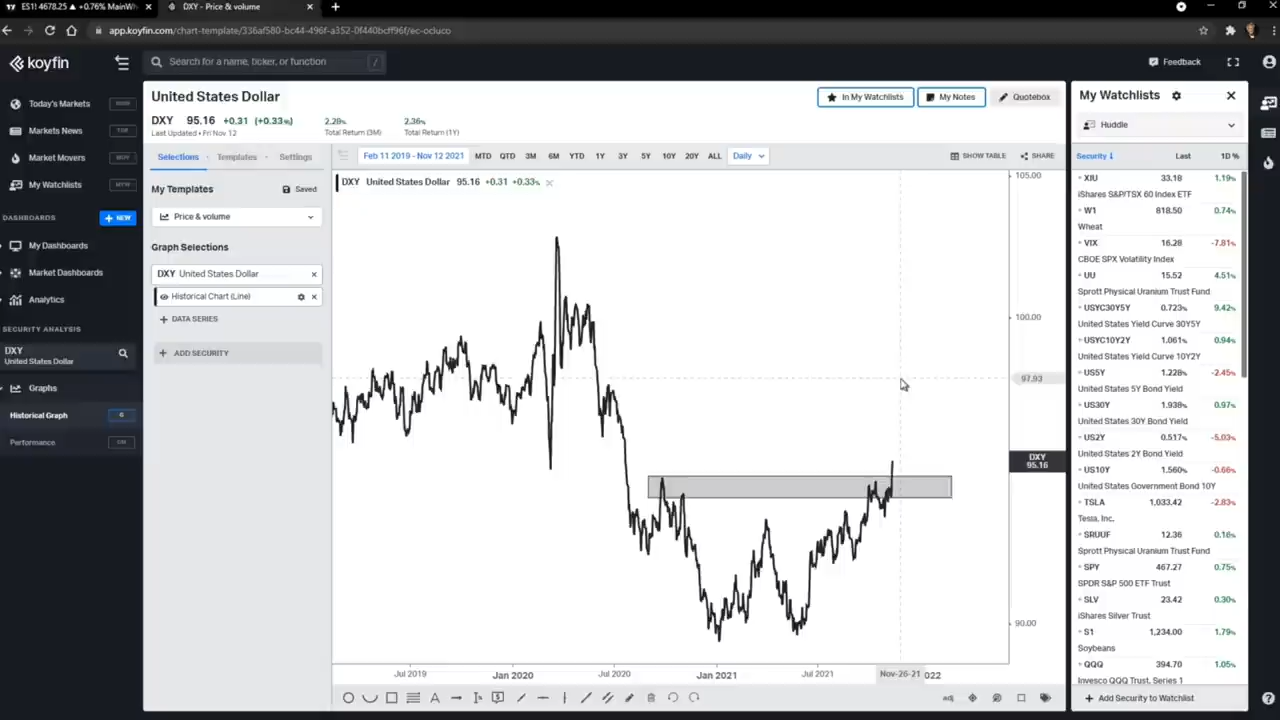 ES1! 4678.25 ▲ +0.76% MainWh
DXY - Price & volume
app.koyfin.com/chart-template/336af580-bc44-496f-a352-0f440bcff96f/ec-ocluco
koyfin
Search for a name, ticker, or function /
Feedback
Today's Markets
Markets News TOP
Market Movers
My Watchlists
DASHBOARDS + NEW
My Dashboards
Market Dashboards
Analytics
SECURITY ANALYSIS
DXY
United States Dollar
Graphs
Historical Graph G
Performance
United States Dollar
In My Watchlists
My Notes
Quotebox
DXY 95.16 +0.31 (+0.33%)
Last Updated • Fri Nov 12
2.28%
Total Return (3M)
2.36%
Total Return (1Y)
Selections
Templates
Settings
My Templates
Saved
Price & volume
Graph Selections
DXY United States Dollar
Historical Chart (Line)
+ DATA SERIES
+ ADD SECURITY
Feb 11 2019 - Nov 12 2021 MTD QTD 3M 6M YTD 1Y 3Y 5Y 10Y 20Y ALL Daily
SHOW TABLE
SHARE
DXY United States Dollar 95.16 +0.31 +0.33%
105.00
100.00
97.93
DXY
95.16
90.00
Jul 2019 Jan 2020 Jul 2020 Jan 2021 Jul 2021 Nov-26-21 022
adj
My Watchlists
Huddle
Security Last 1D %
XIU 33.18 1.19%
iShares S&P/TSX 60 Index ETF
W1 818.50 0.74%
Wheat
VIX 16.28 -7.81%
CBOE SPX Volatility Index
UU 15.52 4.51%
Sprott Physical Uranium Trust Fund
USYC30Y5Y 0.723% 9.42%
United States Yield Curve 30Y5Y
USYC10Y2Y 1.061% 0.94%
United States Yield Curve 10Y2Y
US5Y 1.228% -2.45%
United States 5Y Bond Yield
US30Y 1.938% 0.97%
United States 30Y Bond Yield
US2Y 0.517% -5.03%
United States 2Y Bond Yield
US10Y 1.560% -0.66%
United States Government Bond 10Y
TSLA 1,033.42 -2.83%
Tesla, Inc.
SRUUF 12.36 0.16%
Sprott Physical Uranium Trust Fund
SPY 467.27 0.75%
SPDR S&P 500 ETF Trust
SLV 23.42 0.30%
iShares Silver Trust
S1 1,234.00 1.79%
Soybeans
QQQ 394.70 1.05%
Invesco QQQ Trust, Series 1
+ Add Security to Watchlist